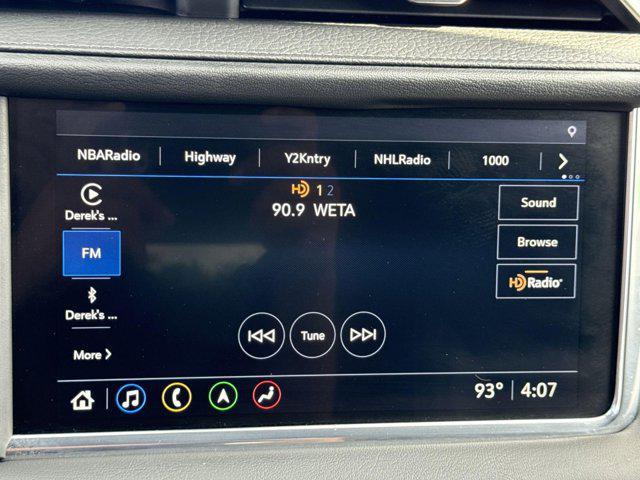 NBARadio Highway Y2Kntry NHLRadio 1000
Derek's ...
HD 1 2
90.9 WETA
Sound
FM
Browse
HD Radio
Derek's ...
Tune
More
93° 4:07